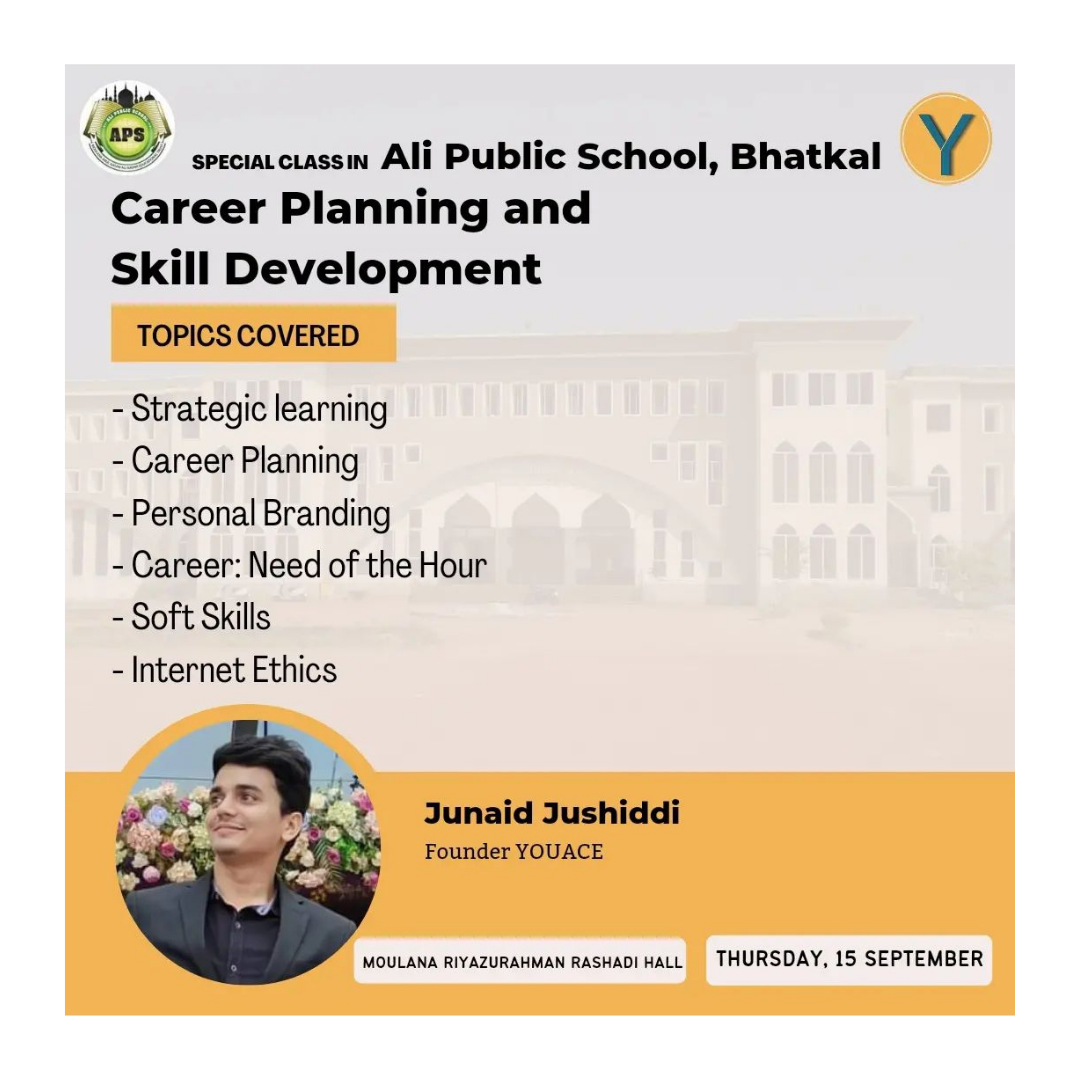 APS
Y
SPECIAL CLASS IN Ali Public School, Bhatkal
Career Planning and
Skill Development
TOPICS COVERED
- Strategic learning
- Career Planning
- Personal Branding
- Career: Need of the Hour
- Soft Skills
- Internet Ethics
Junaid Jushiddi
Founder YOUACE
MOULANA RIYAZURAHMAN RASHADI HALL
THURSDAY, 15 SEPTEMBER